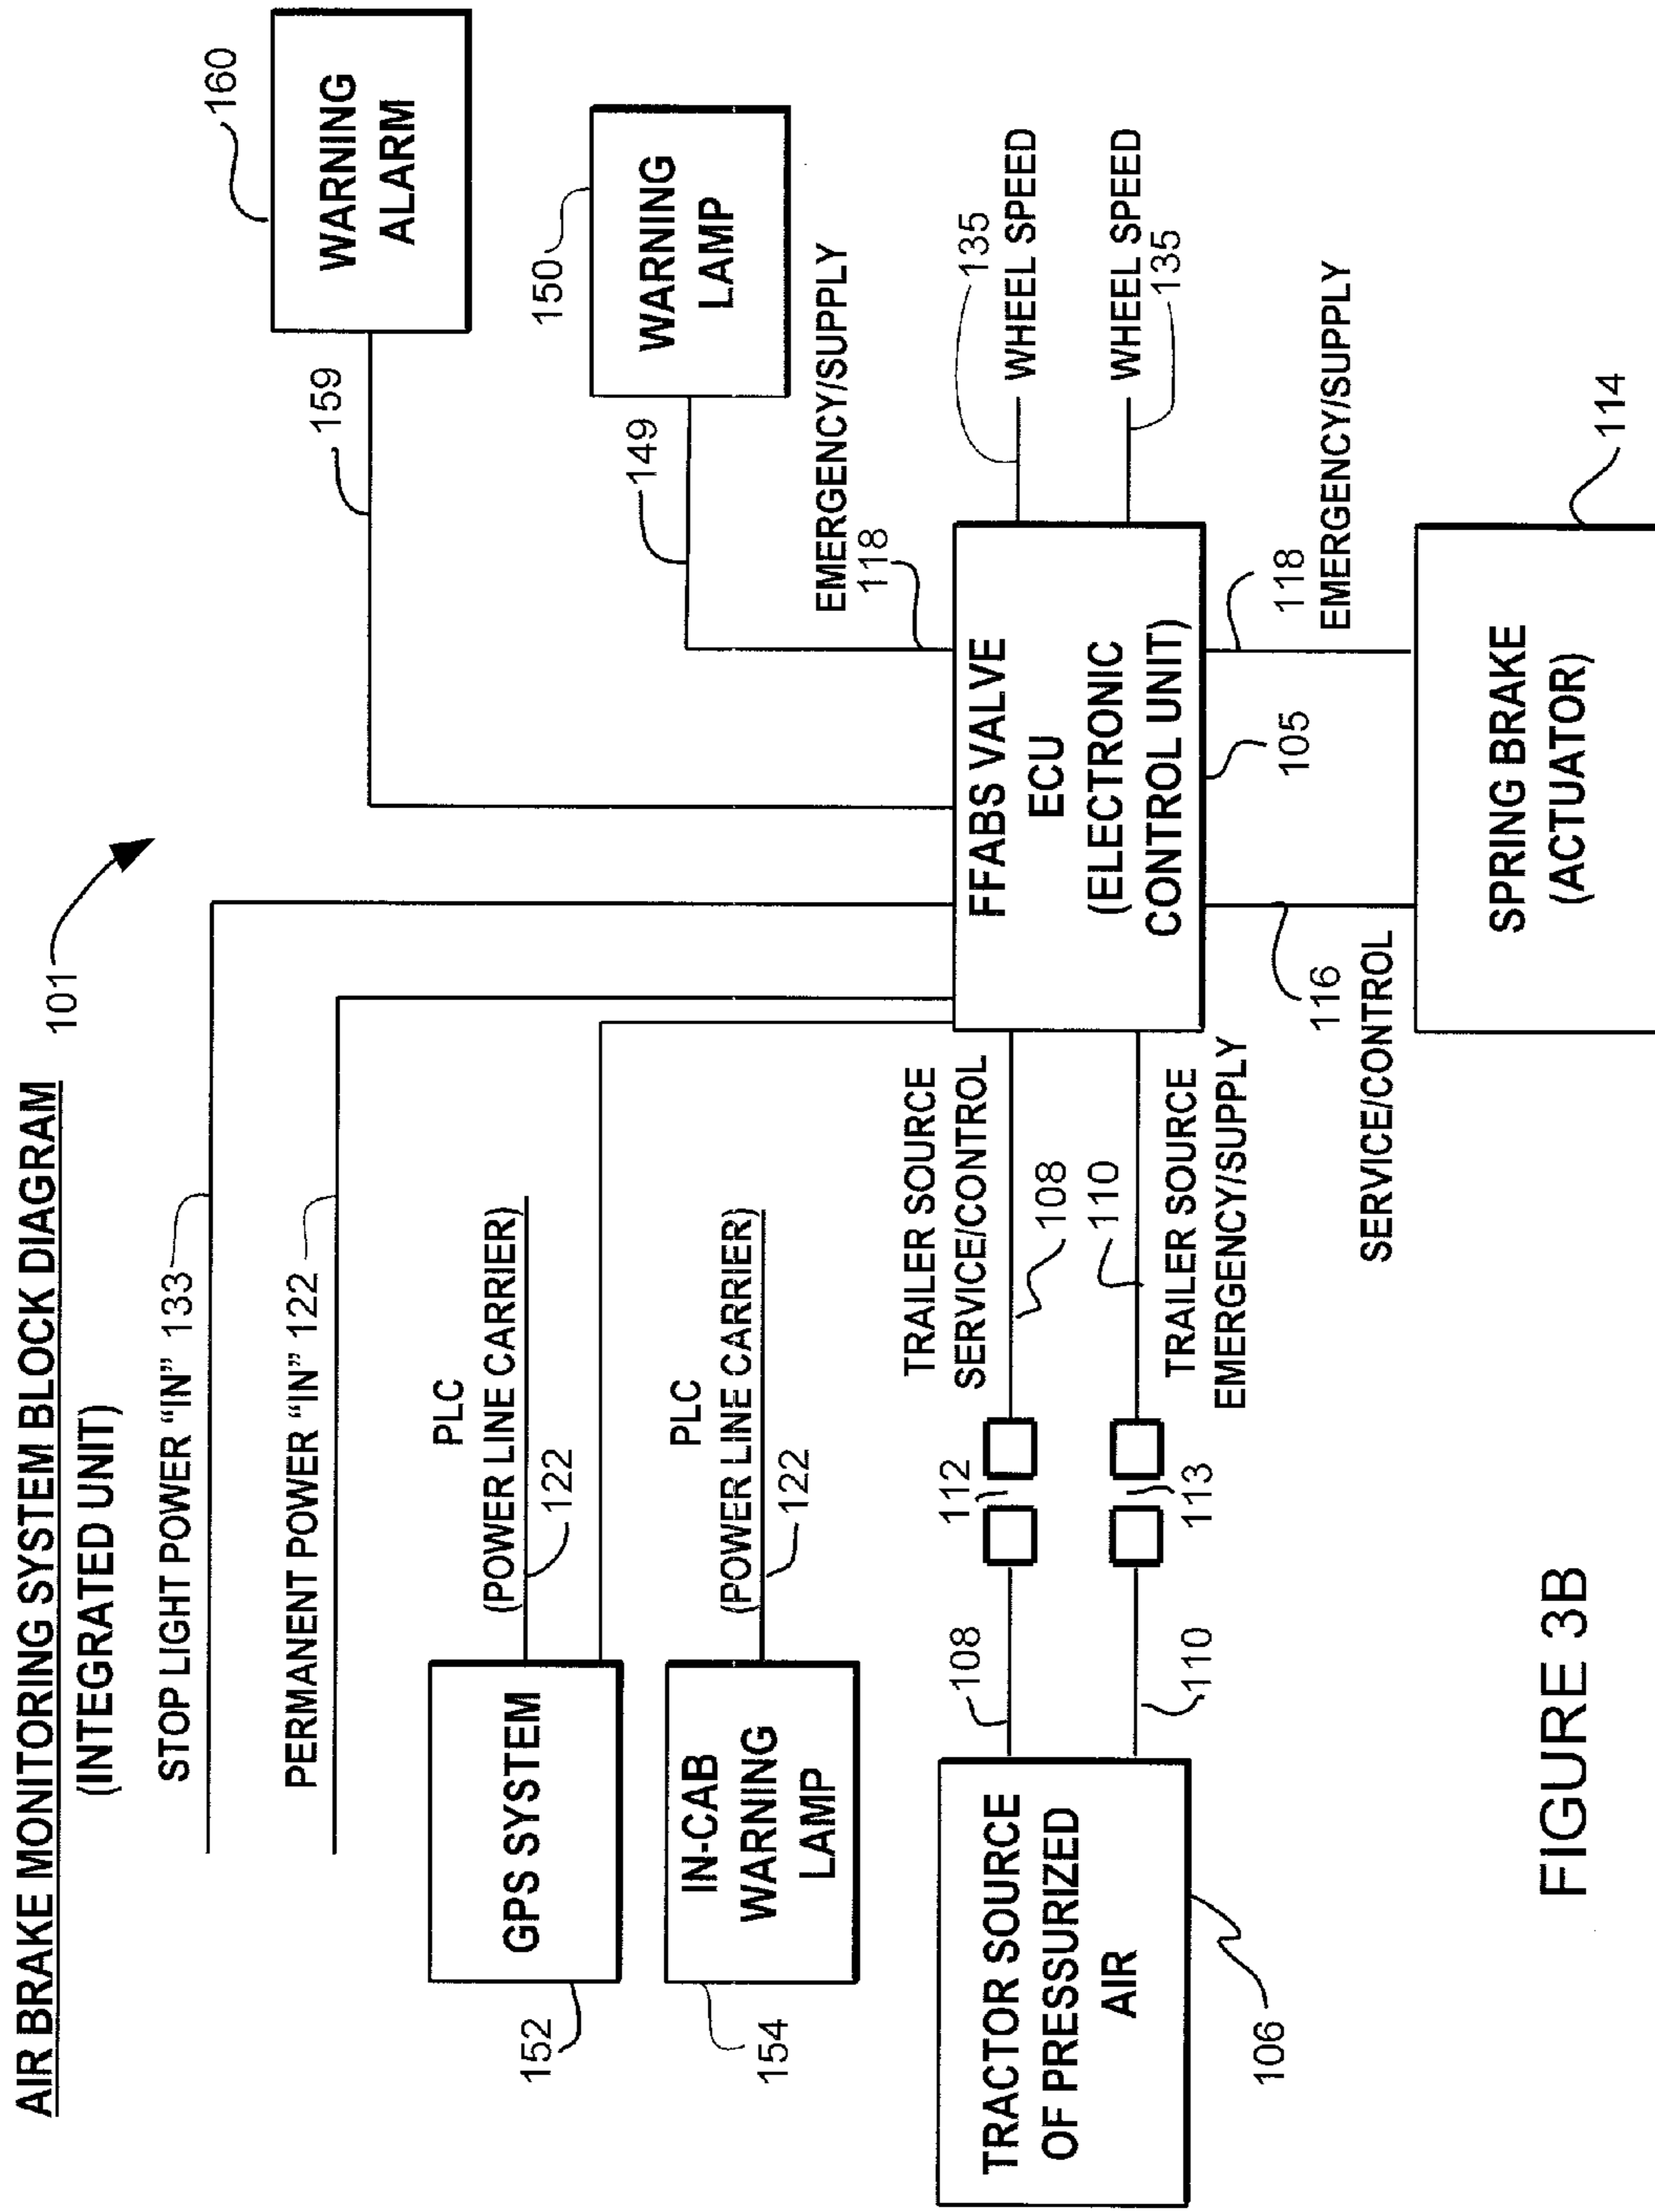 AIR BRAKE MONITORING SYSTEM BLOCK DIAGRAM
(INTEGRATED UNIT)
101
STOP LIGHT POWER “IN” 133
PERMANENT POWER “IN” 122
159
160
WARNING
ALARM
PLC
(POWER LINE CARRIER)
122
GPS SYSTEM
152
149
150
WARNING
LAMP
PLC
(POWER LINE CARRIER)
122
IN-CAB
WARNING
LAMP
154
EMERGENCY/SUPPLY
118
TRAILER SOURCE
SERVICE/CONTROL
108
112
108
FFABS VALVE
ECU
(ELECTRONIC
CONTROL UNIT)
105
135
WHEEL SPEED
WHEEL SPEED
135
TRACTOR SOURCE
OF PRESSURIZED
AIR
106
110
113
110
TRAILER SOURCE
EMERGENCY/SUPPLY
116
SERVICE/CONTROL
118
EMERGENCY/SUPPLY
SPRING BRAKE
(ACTUATOR)
114
FIGURE 3B